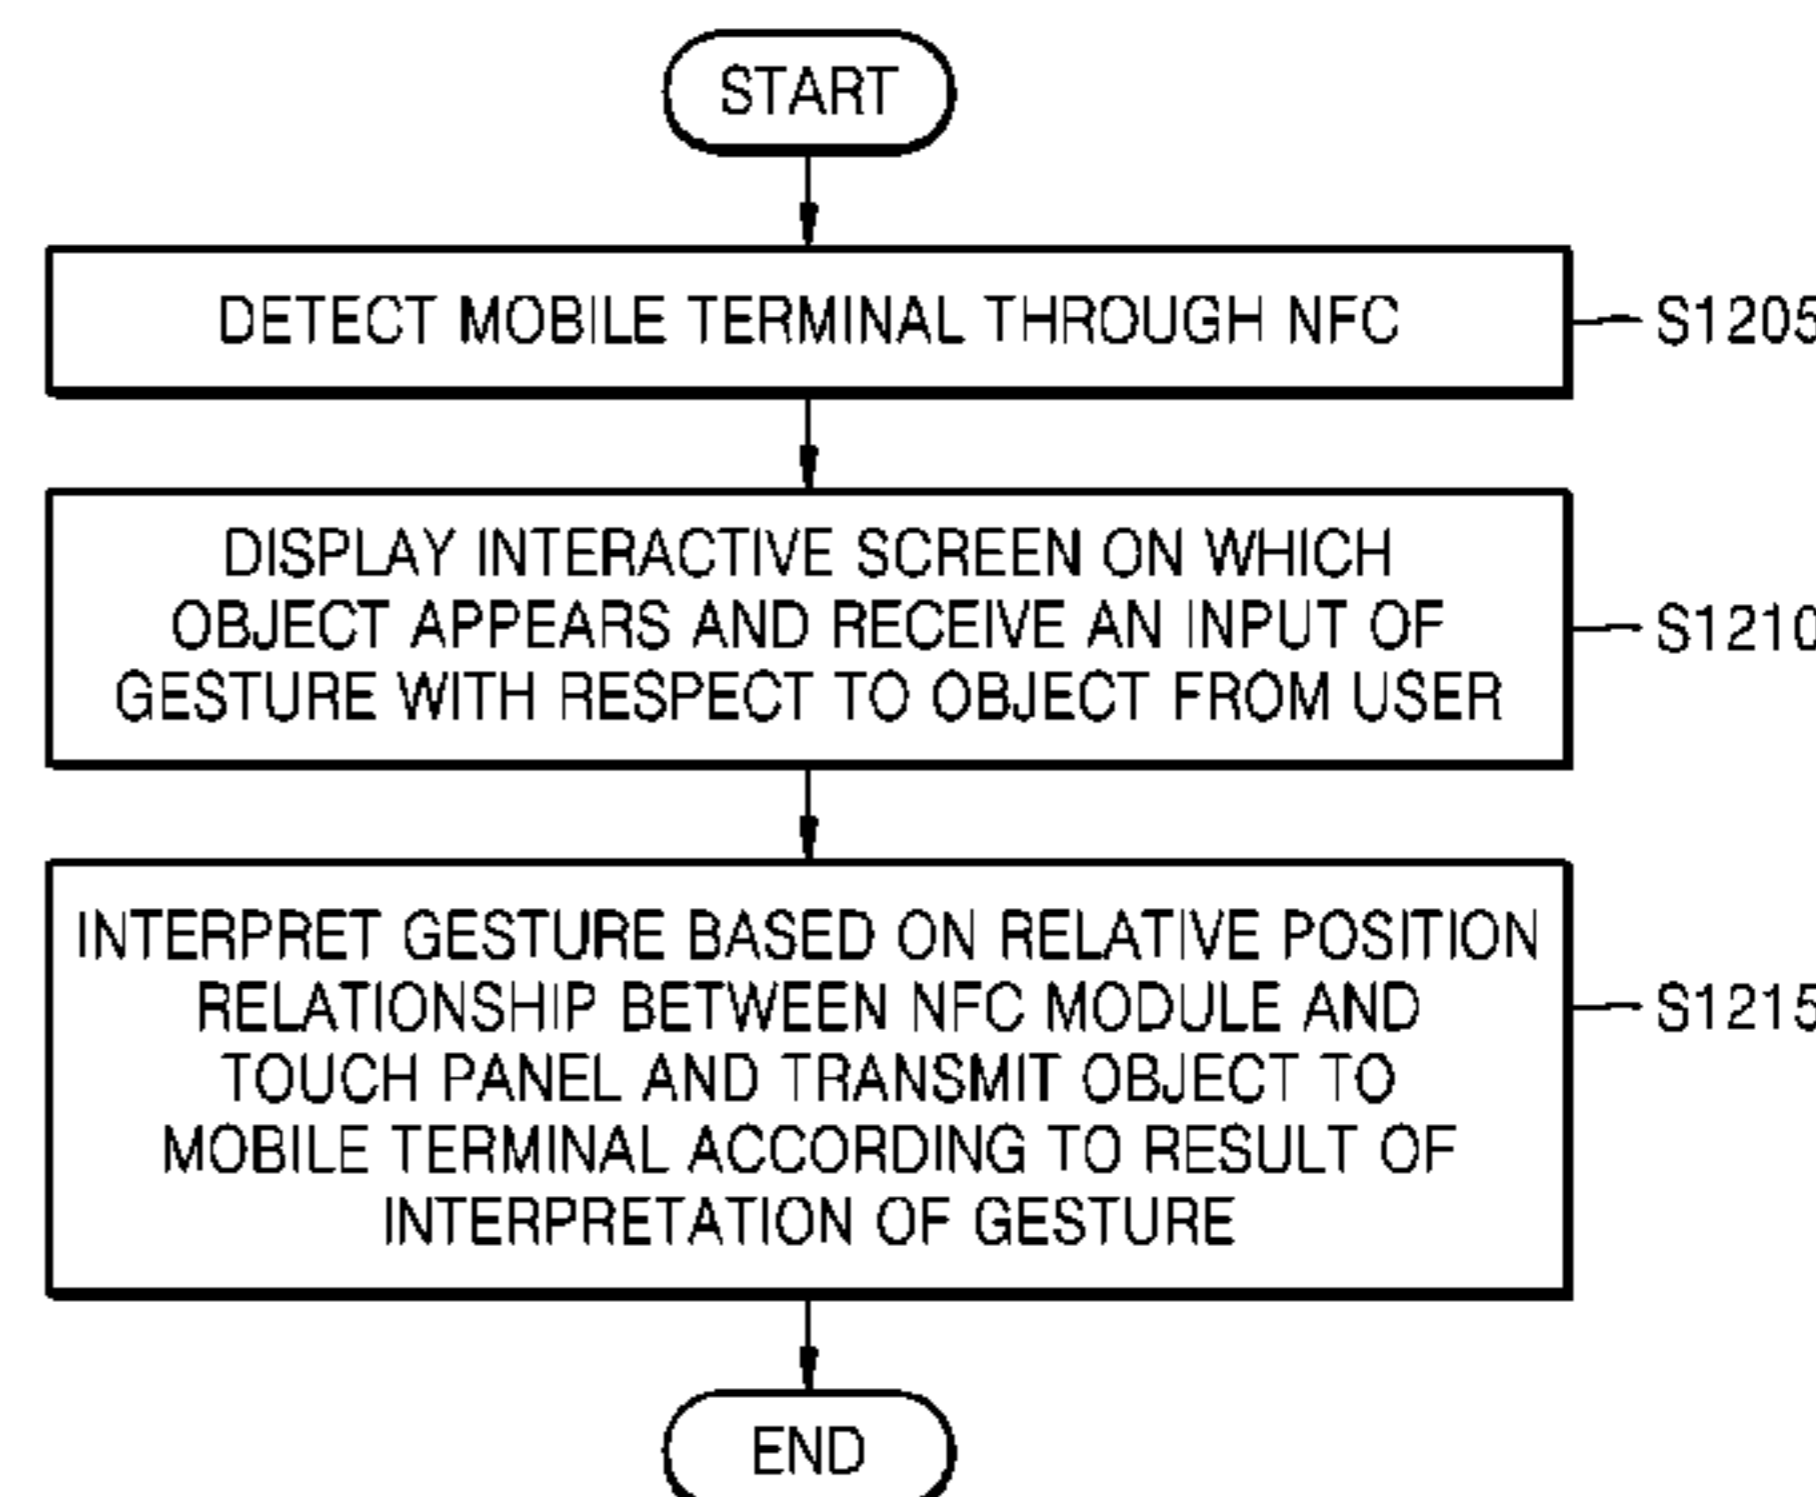 START
DETECT MOBILE TERMINAL THROUGH NFC
S1205
DISPLAY INTERACTIVE SCREEN ON WHICH
OBJECT APPEARS AND RECEIVE AN INPUT OF
GESTURE WITH RESPECT TO OBJECT FROM USER
S1210
INTERPRET GESTURE BASED ON RELATIVE POSITION
RELATIONSHIP BETWEEN NFC MODULE AND
TOUCH PANEL AND TRANSMIT OBJECT TO
MOBILE TERMINAL ACCORDING TO RESULT OF
INTERPRETATION OF GESTURE
S1215
END